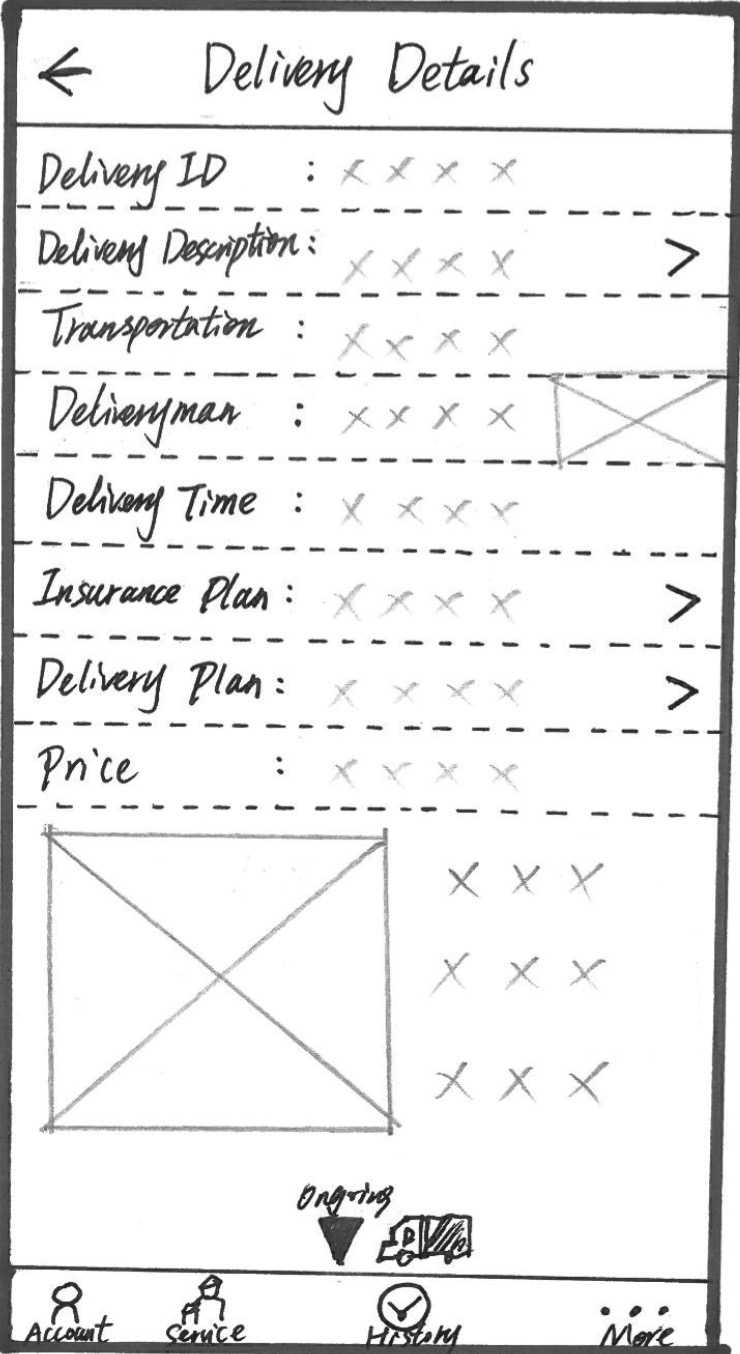 Delivery Details
Delivery ID : x x x x
Delivery Description: x x x x >
Transportation : x x x x
Deliveryman : x x x x
Delivery Time : x x x x
Insurance Plan : x x x x >
Delivery Plan : x x x x >
Price : x x x x
x x x
x x x
x x x
Ongoing
D
Account Service History More